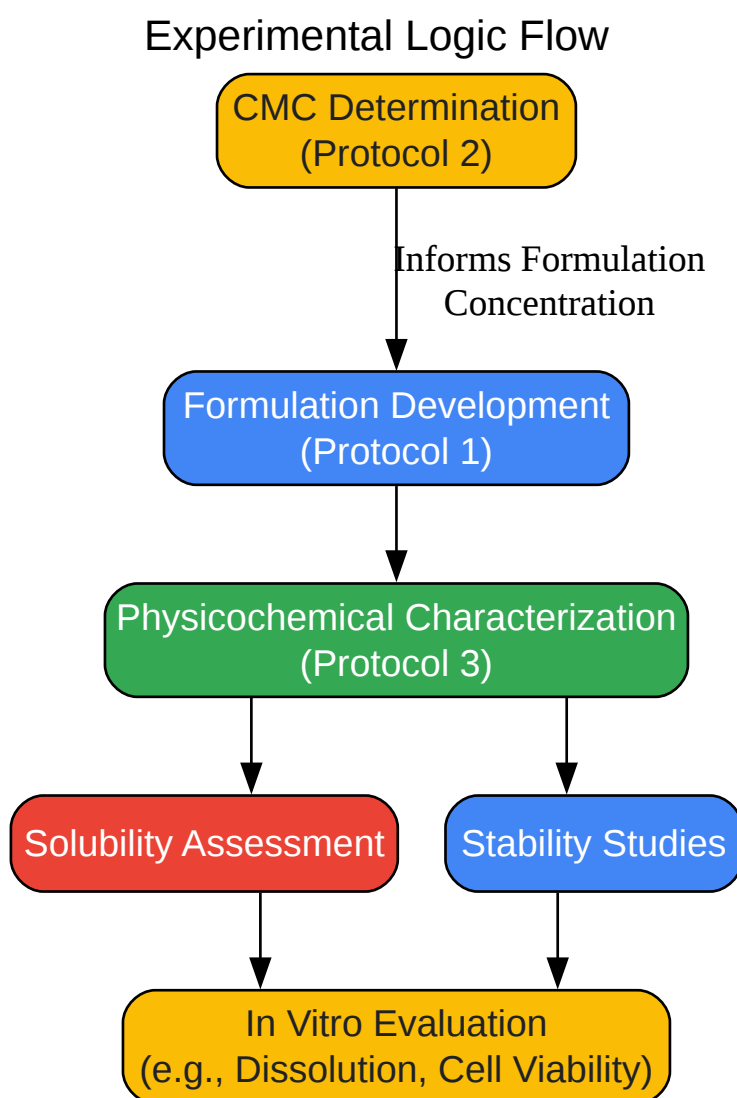 Experimental Logic Flow
CMC Determination
(Protocol 2)
Informs Formulation
Concentration
Formulation Development
(Protocol 1)
Physicochemical Characterization
(Protocol 3)
Solubility Assessment
Stability Studies
In Vitro Evaluation
(e.g., Dissolution, Cell Viability)